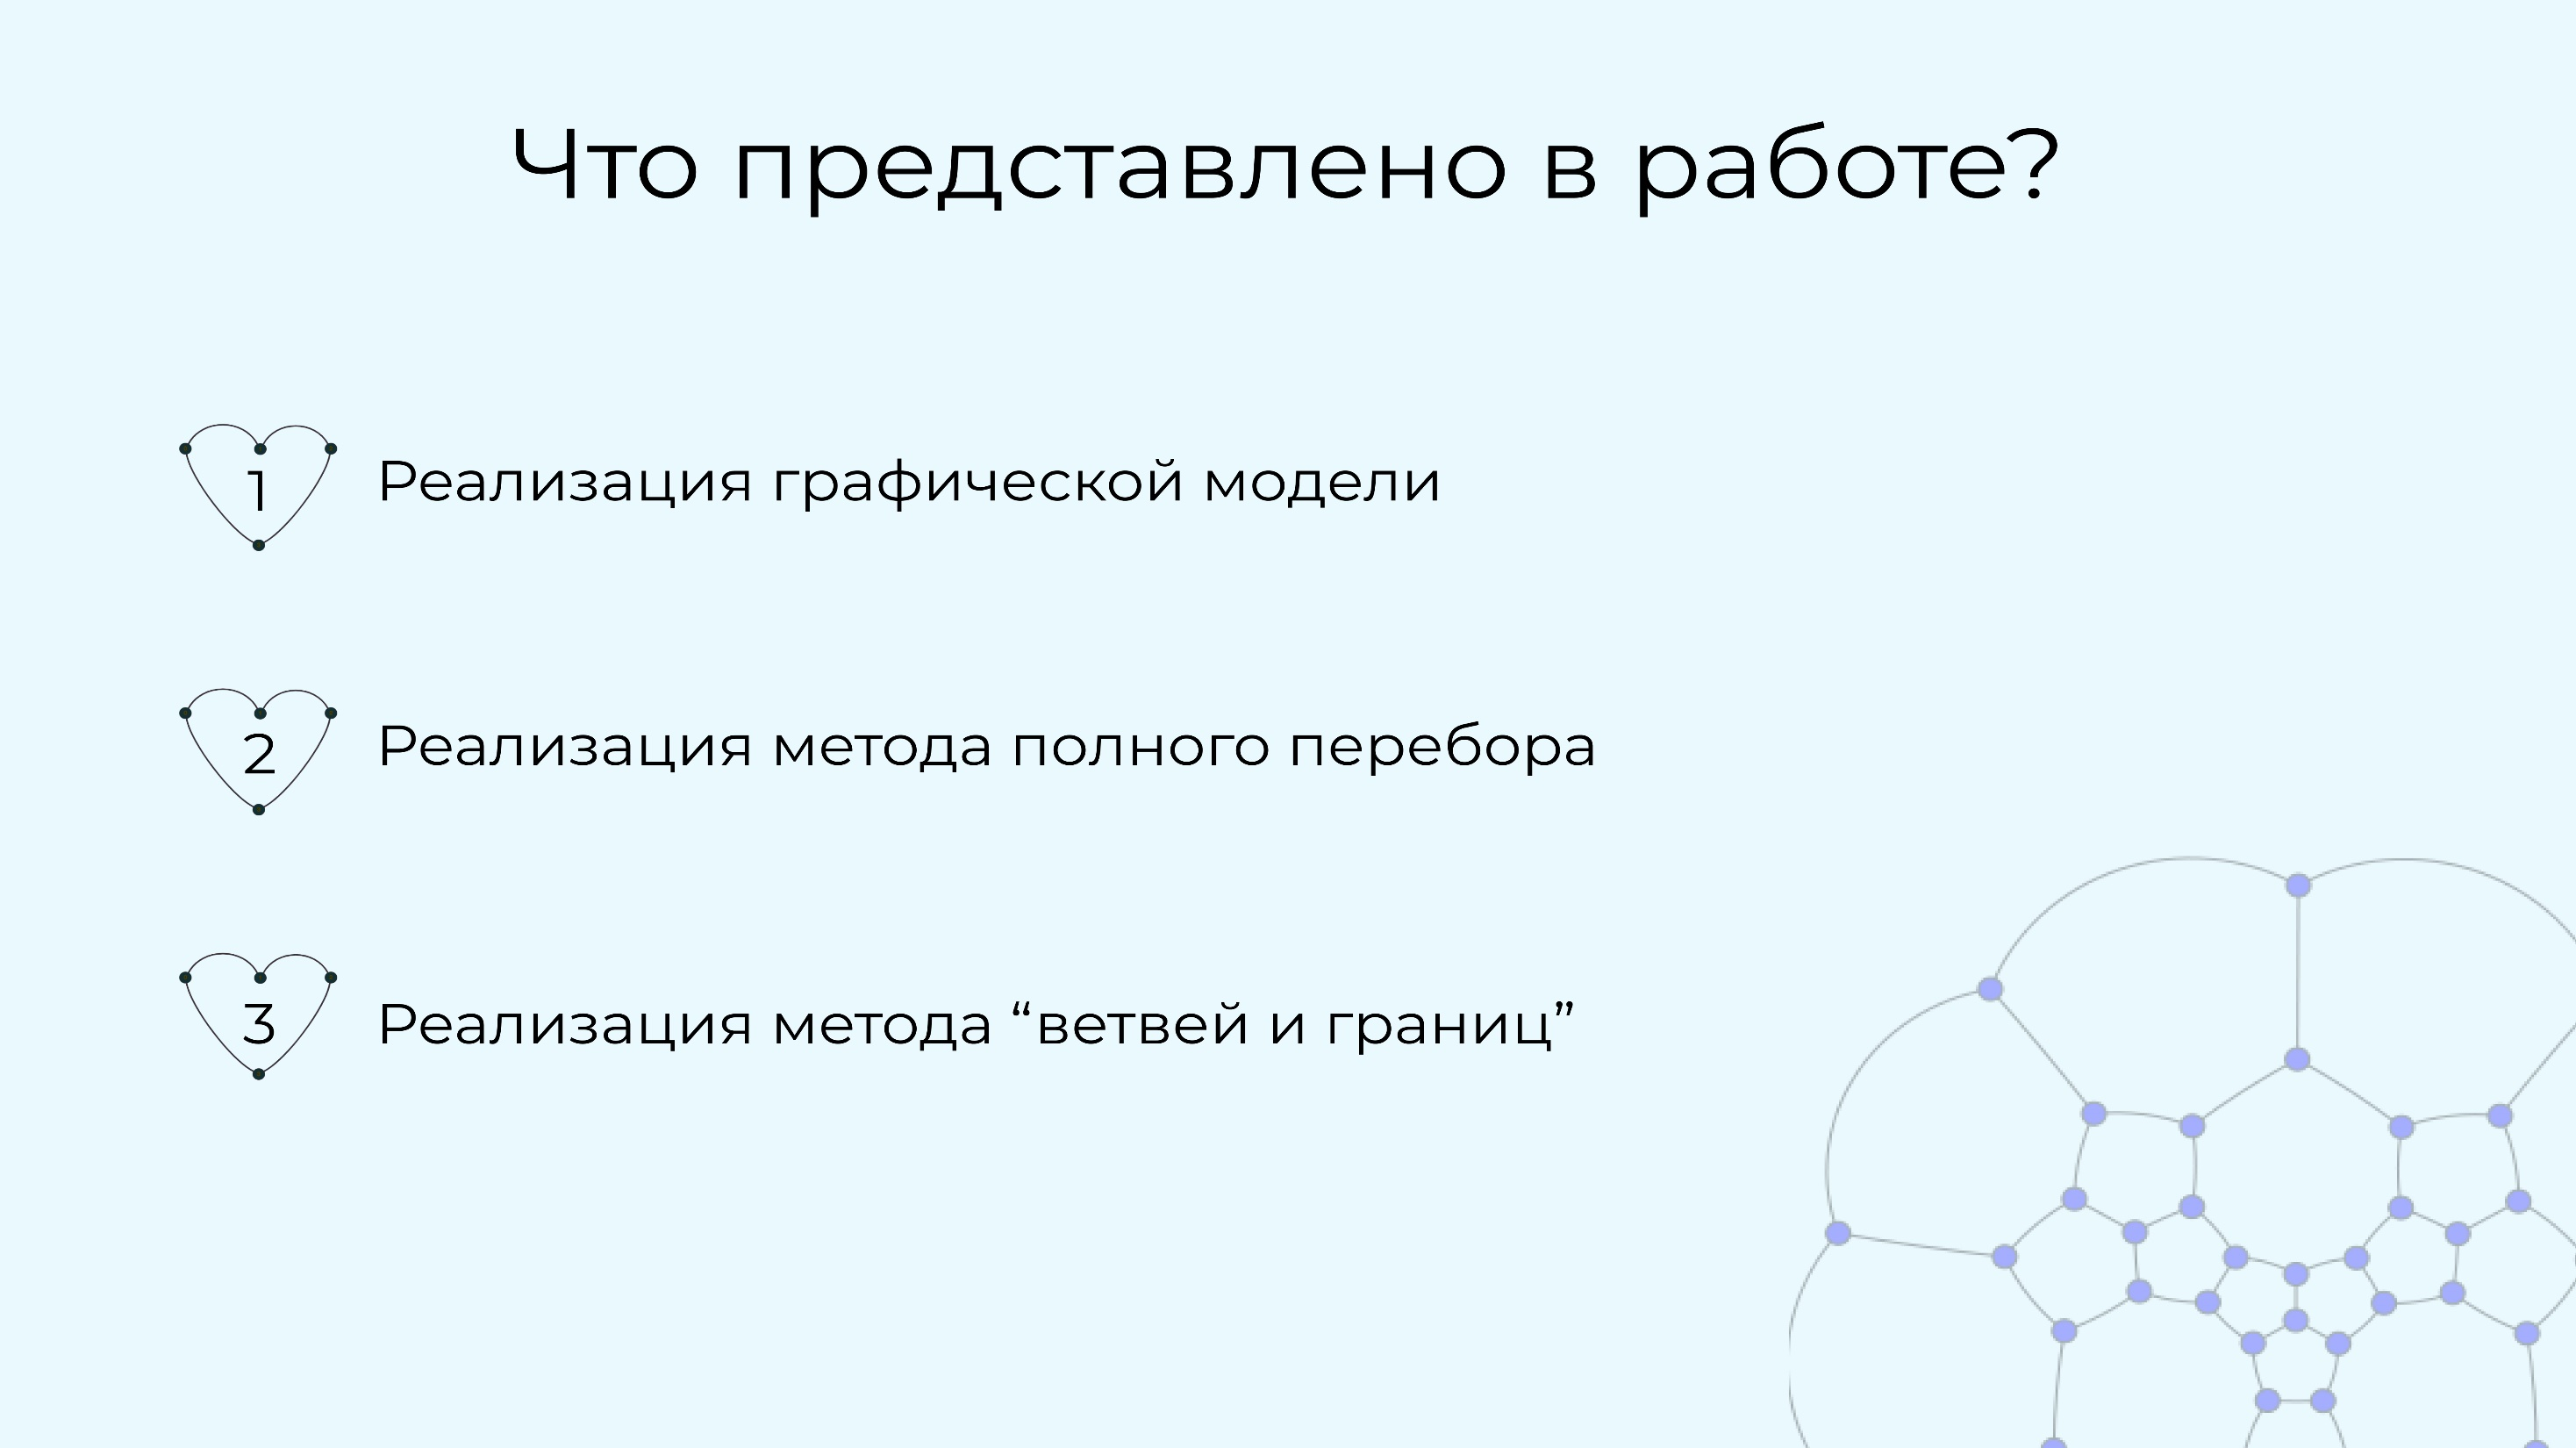 Что представлено в работе?
1 Реализация графической модели
2 Реализация метода полного перебора
3 Реализация метода “ветвей и границ”